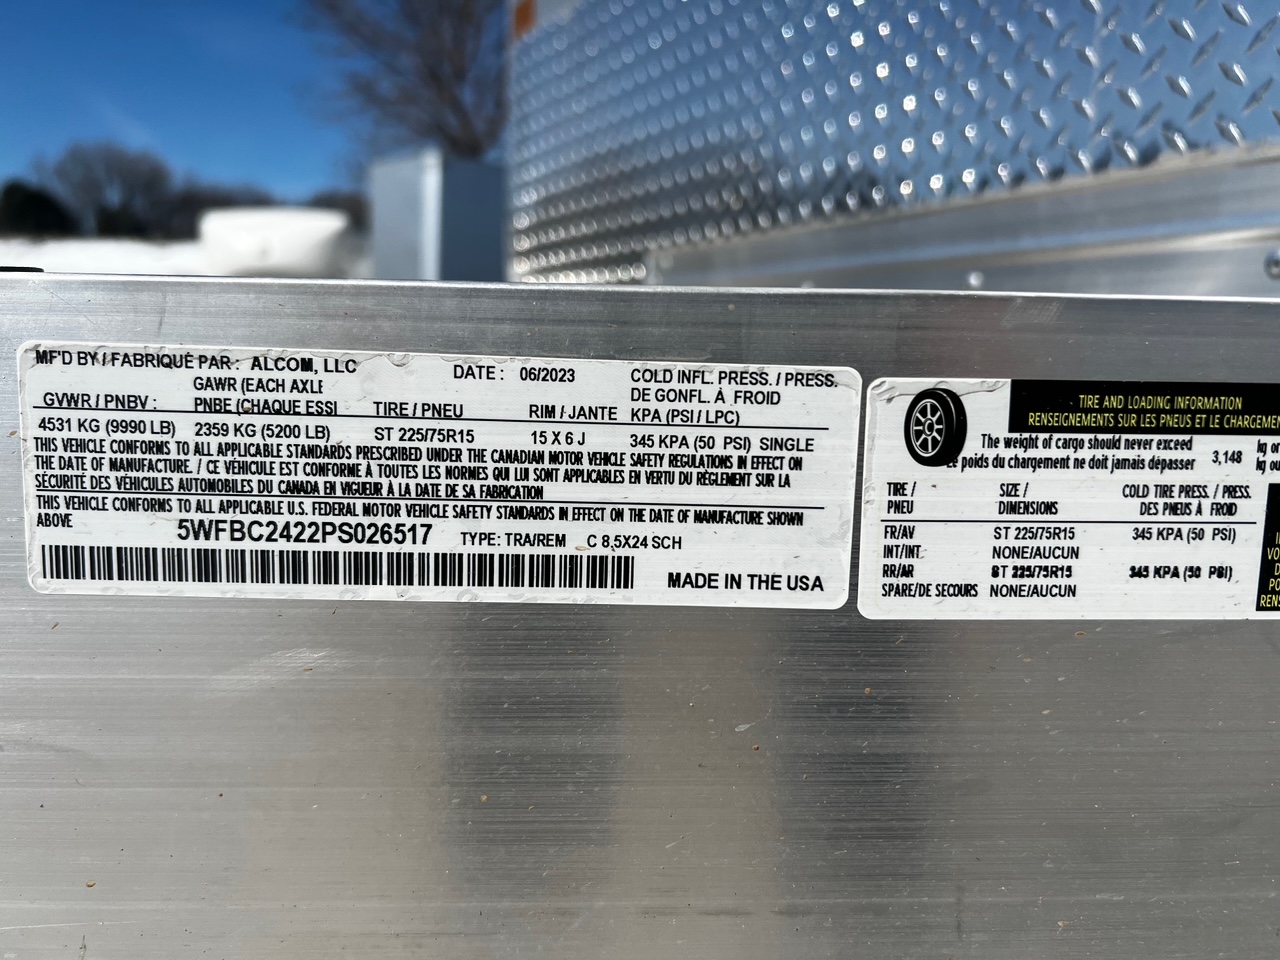 MF'D BY / FABRIQUÉ PAR : ALCOM, LLC
DATE : 06/2023
COLD INFL. PRESS. / PRESS.
DE GONFL. À FROID
KPA (PSI / LPC)
GAWR (EACH AXLE
GVWR / PNBV : PNBE (CHAQUE ESSI TIRE / PNEU RIM / JANTE
4531 KG (9990 LB) 2359 KG (5200 LB) ST 225/75R15 15 X 6 J 345 KPA (50 PSI) SINGLE
THIS VEHICLE CONFORMS TO ALL APPLICABLE STANDARDS PRESCRIBED UNDER THE CANADIAN MOTOR VEHICLE SAFETY REGULATIONS IN EFFECT ON
THE DATE OF MANUFACTURE. / CE VÉHICULE EST CONFORME À TOUTES LES NORMES QUI LUI SONT APPLICABLES EN VERTU DU RÈGLEMENT SUR LA
SÉCURITÉ DES VÉHICULES AUTOMOBILES DU CANADA EN VIGUEUR À LA DATE DE SA FABRICATION
THIS VEHICLE CONFORMS TO ALL APPLICABLE U.S. FEDERAL MOTOR VEHICLE SAFETY STANDARDS IN EFFECT ON THE DATE OF MANUFACTURE SHOWN
ABOVE
5WFBC2422PS026517 TYPE: TRA/REM C 8,5X24 SCH
MADE IN THE USA
TIRE AND LOADING INFORMATION
RENSEIGNEMENTS SUR LES PNEUS ET LE CHARGEMEN
The weight of cargo should never exceed
Le poids du chargement ne doit jamais dépasser 3,148
kg or
kg ou
TIRE / SIZE / COLD TIRE PRESS. / PRESS.
PNEU DIMENSIONS DES PNEUS À FROID
FR/AV ST 225/75R15 345 KPA (50 PSI)
INT/INT NONE/AUCUN
RR/AR ST 225/75R15 345 KPA (50 PSI)
SPARE/DE SECOURS NONE/AUCUN